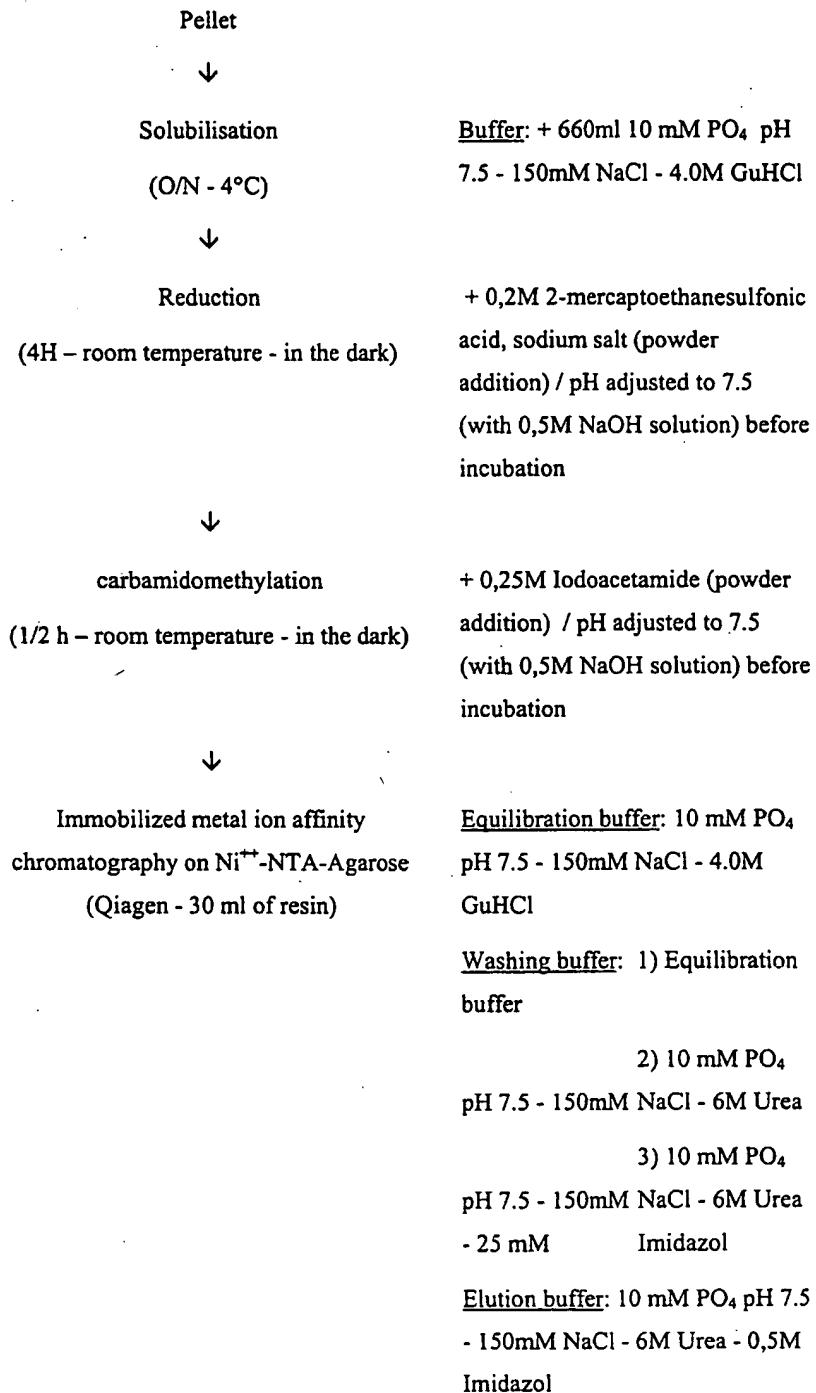 Pellet
↓
Solubilisation
(O/N - 4°C)
Buffer: + 660ml 10 mM PO₄ pH
7.5 - 150mM NaCl - 4.0M GuHCl
↓
Reduction
(4H – room temperature - in the dark)
+ 0,2M 2-mercaptoethanesulfonic
acid, sodium salt (powder
addition) / pH adjusted to 7.5
(with 0,5M NaOH solution) before
incubation
↓
carbamidomethylation
(1/2 h – room temperature - in the dark)
+ 0,25M Iodoacetamide (powder
addition) / pH adjusted to 7.5
(with 0,5M NaOH solution) before
incubation
↓
Immobilized metal ion affinity
chromatography on Ni⁺⁺-NTA-Agarose
(Qiagen - 30 ml of resin)
Equilibration buffer: 10 mM PO₄
pH 7.5 - 150mM NaCl - 4.0M
GuHCl
Washing buffer: 1) Equilibration
buffer
2) 10 mM PO₄
pH 7.5 - 150mM NaCl - 6M Urea
3) 10 mM PO₄
pH 7.5 - 150mM NaCl - 6M Urea
- 25 mM Imidazol
Elution buffer: 10 mM PO₄ pH 7.5
- 150mM NaCl - 6M Urea - 0,5M
Imidazol